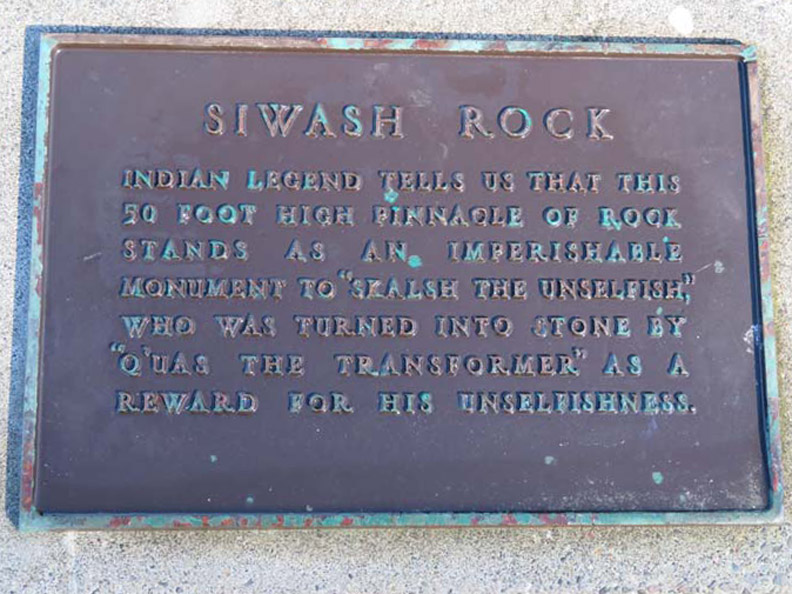 SIWASH ROCK
INDIAN LEGEND TELLS US THAT THIS
50 FOOT HIGH PINNACLE OF ROCK
STANDS AS AN IMPERISHABLE
MONUMENT TO "SKALSH THE UNSELFISH,"
WHO WAS TURNED INTO STONE BY
"Q'UAS THE TRANSFORMER" AS A
REWARD FOR HIS UNSELFISHNESS.